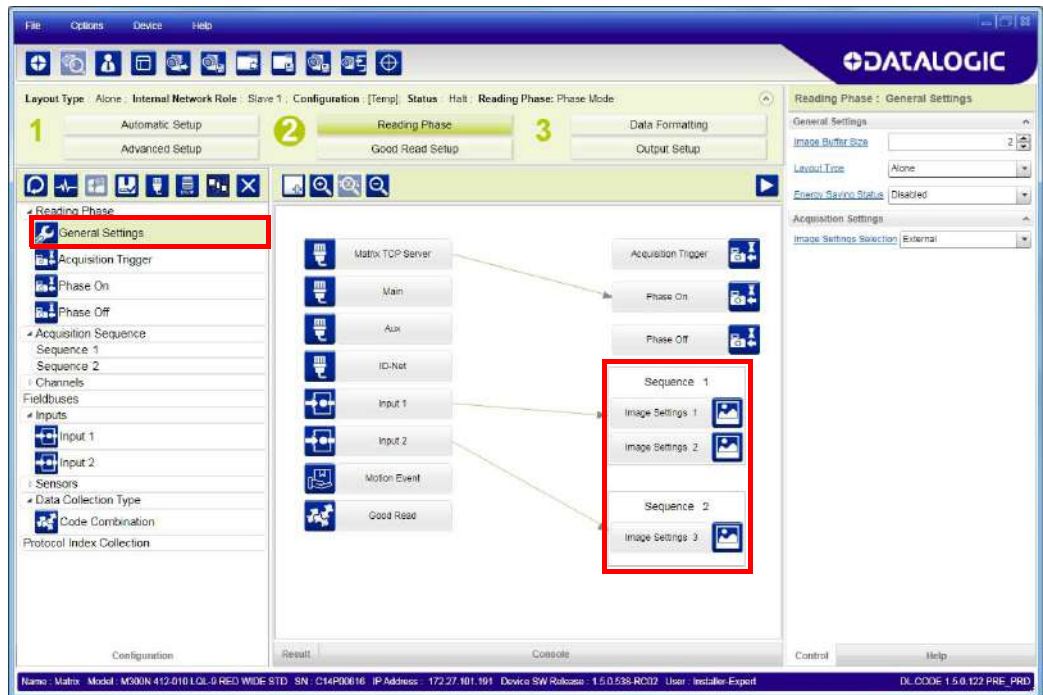 File Options Device Help
DATALOGIC
Layout Type : Alone : Internal Network Role : Slave 1 : Configuration : [Temp] : Status : Halt : Reading Phase: Phase Mode
1 Automatic Setup
Advanced Setup
2 Reading Phase
Good Read Setup
3 Data Formatting
Output Setup
Reading Phase
General Settings
Acquisition Trigger
Phase On
Phase Off
Acquisition Sequence
Sequence 1
Sequence 2
Channels
Fieldbuses
Inputs
Input 1
Input 2
Sensors
Data Collection Type
Code Combination
Protocol Index Collection
Configuration
Matrix TCP Server
Main
Aux
ID-Net
Input 1
Input 2
Motion Event
Good Read
Acquisition Trigger
Phase On
Phase Off
Sequence 1
Image Settings 1
Image Settings 2
Sequence 2
Image Settings 3
Result Console
Reading Phase : General Settings
General Settings
Image Buffer Size 2
Layout Type Alone
Energy Saving Status Disabled
Acquisition Settings
Image Settings Selection External
Control Help
Name : Matrix Model : M300N 412-010 LQL-9 RED WIDE STD SN : C14P00616 IP Address : 172.27.101.191 Device SW Release : 1.5.0.538-RC02 User : Installer-Expert DL.CODE 1.5.0.122 PRE_PRD